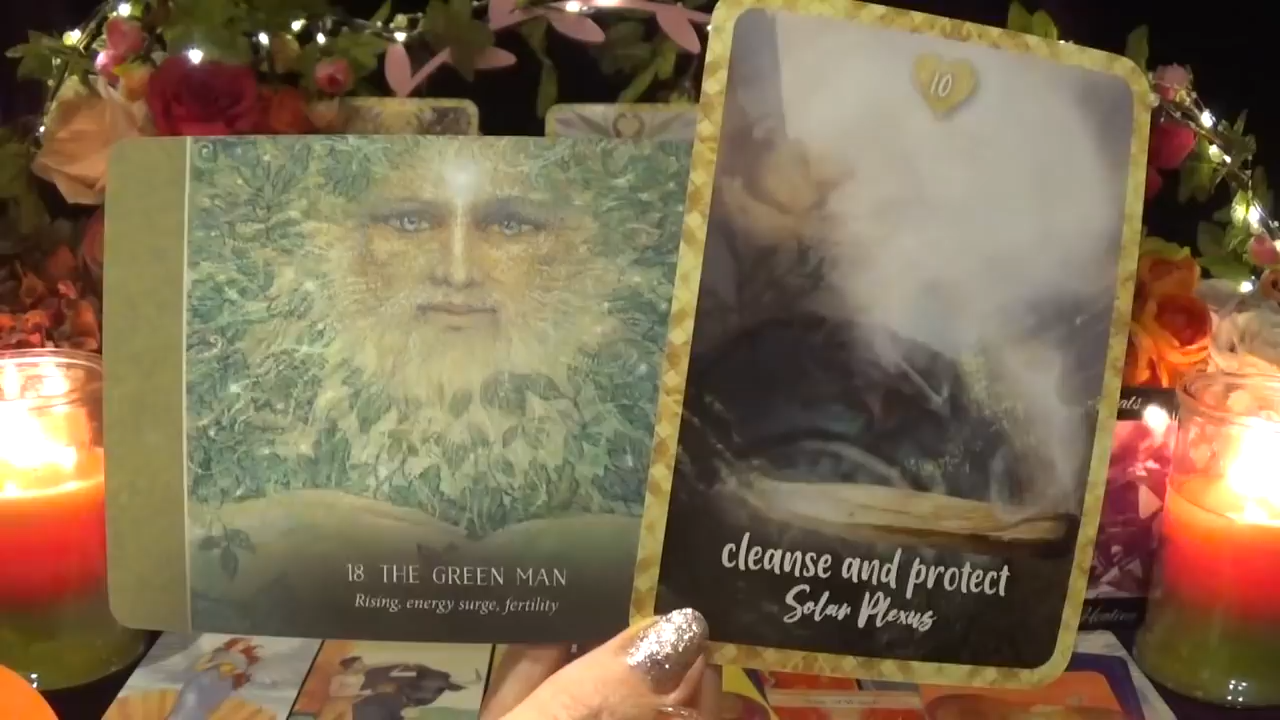 18 THE GREEN MAN
Rising, energy surge, fertility
10
cleanse and protect
Solar Plexus